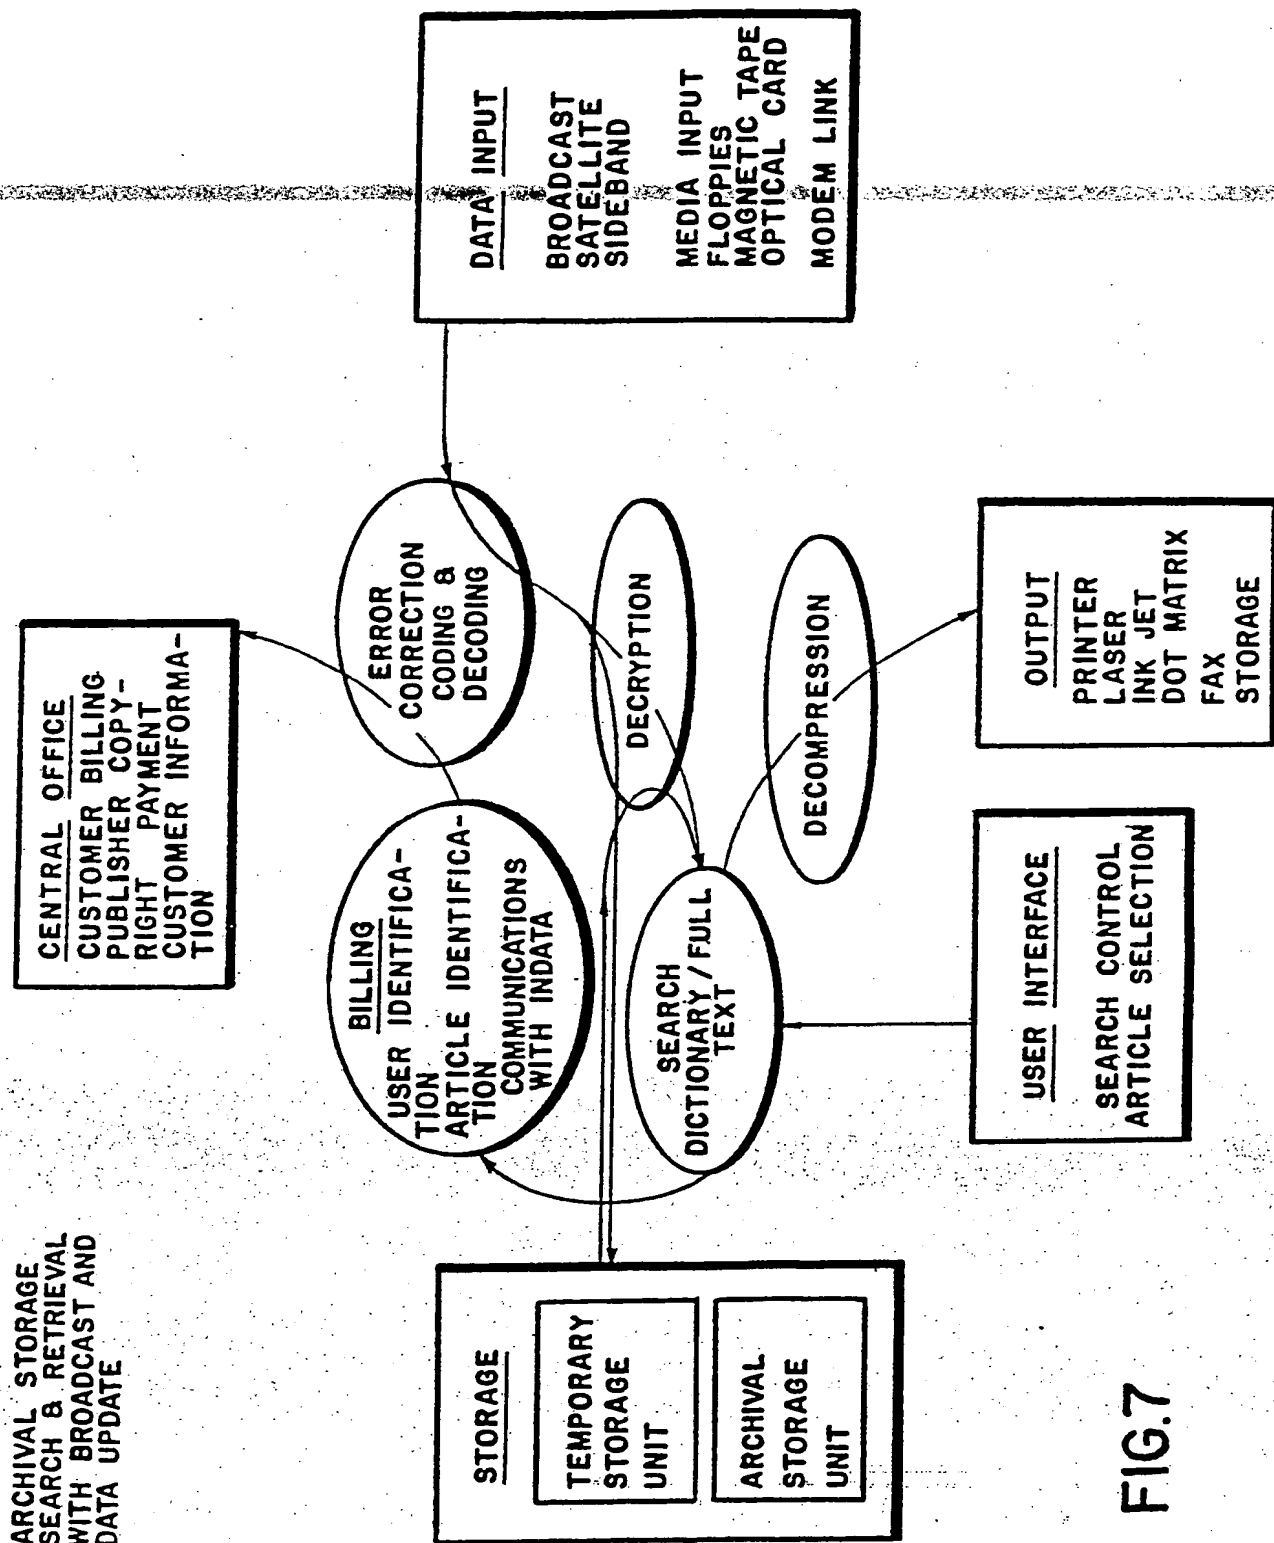 ARCHIVAL STORAGE
SEARCH & RETRIEVAL
WITH BROADCAST AND
DATA UPDATE
CENTRAL OFFICE
CUSTOMER BILLING
PUBLISHER COPY-
RIGHT PAYMENT
CUSTOMER INFORMA-
TION
BILLING
USER IDENTIFICA-
TION
ARTICLE IDENTIFICA-
TION
COMMUNICATIONS
WITH INDATA
ERROR
CORRECTION
CODING &
DECODING
DATA INPUT
BROADCAST
SATELLITE
SIDEBAND
MEDIA INPUT
FLOPPIES
MAGNETIC TAPE
OPTICAL CARD
MODEM LINK
STORAGE
TEMPORARY
STORAGE
UNIT
ARCHIVAL
STORAGE
UNIT
SEARCH
DICTIONARY/FULL
TEXT
DECRYPTION
DECOMPRESSION
USER INTERFACE
SEARCH CONTROL
ARTICLE SELECTION
OUTPUT
PRINTER
LASER
INK JET
DOT MATRIX
FAX
STORAGE
FIG.7